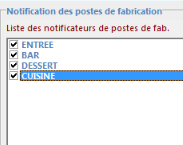 Notification des postes de fabrication
Liste des notificateurs de postes de fab.
ENTREE
BAR
DESSERT
CUISINE